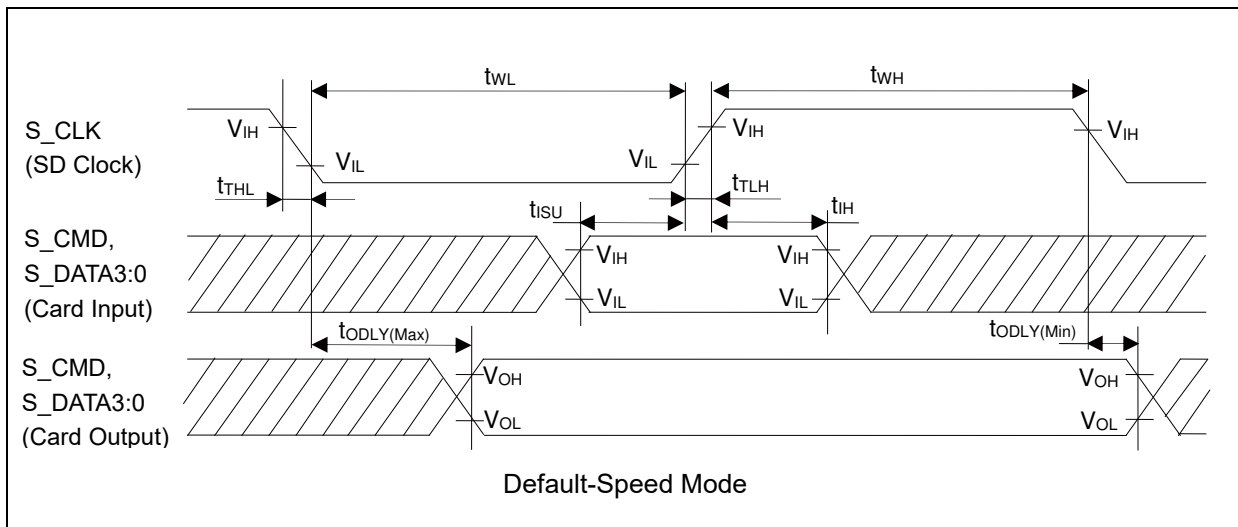 tWL
tWH
S_CLK
(SD Clock)
VIH
VIL
VIL
VIH
VIH
tTHL
tTLH
tISU
tIH
S_CMD,
S_DATA3:0
(Card Input)
VIH
VIL
VIH
VIL
tODLY(Max)
tODLY(Min)
S_CMD,
S_DATA3:0
(Card Output)
VOH
VOL
VOH
VOL
Default-Speed Mode